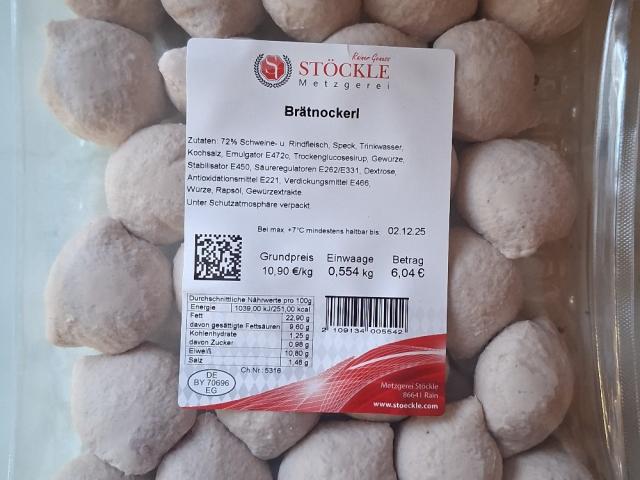 Reiner Genuss
STÖCKLE
Metzgerei
Brätnockerl
Zutaten: 72% Schweine- u. Rindfleisch, Speck, Trinkwasser,
Kochsalz, Emulgator E472c, Trockenglucosesirup, Gewürze,
Stabilisator E450, Säureregulatoren E262/E331, Dextrose,
Antioxidationsmittel E221, Verdickungsmittel E466,
Würze, Rapsöl, Gewürzextrakte.
Unter Schutzatmosphäre verpackt.
Bei max. +7°C mindestens haltbar bis: 02.12.25
Grundpreis Einwaage Betrag
10,90 €/kg 0,554 kg 6,04 €
Durchschnittliche Nährwerte pro 100g
Energie 1039,00 kJ/251,00 kcal
Fett 22,90 g
davon gesättigte Fettsäuren 9,60 g
Kohlenhydrate 1,25 g
davon Zucker 0,98 g
Eiweiß 10,80 g
Salz 1,48 g
2 109134 005542
Ch.Nr.: 5316
DE
BY 70696
EG
Metzgerei Stöckle
86641 Rain
www.stoeckle.com